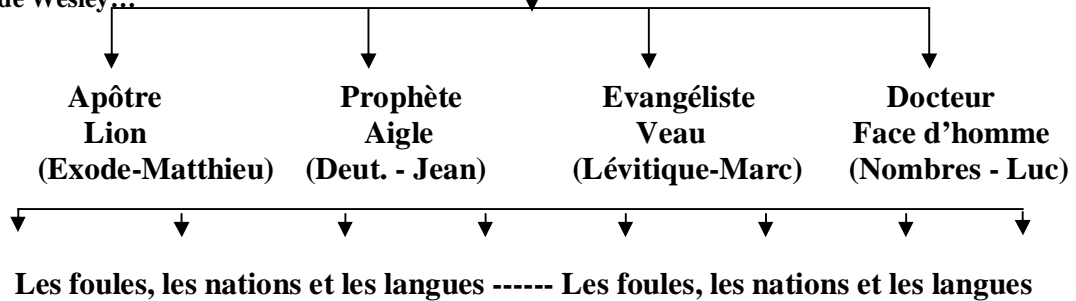 de Wesley…
Apôtre Prophète Evangéliste Docteur
Lion Aigle Veau Face d’homme
(Exode-Matthieu) (Deut. - Jean) (Lévitique-Marc) (Nombres - Luc)
Les foules, les nations et les langues ------ Les foules, les nations et les langues